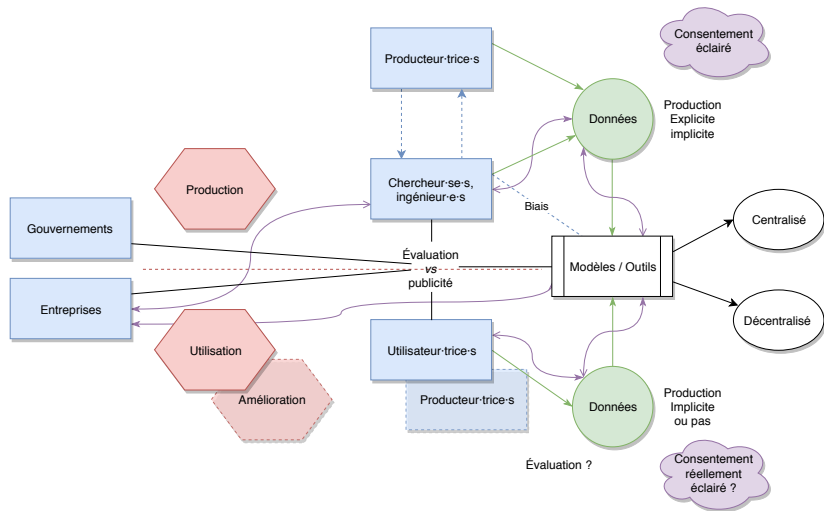 Consentement
éclairé
Producteur·trice·s
Données
Production
Explicite
implicite
Production
Chercheur·se·s,
ingénieur·e·s
Biais
Gouvernements
Centralisé
Évaluation
vs
publicité
Modèles / Outils
Entreprises
Décentralisé
Utilisation
Utilisateur·trice·s
Amélioration
Producteur·trice·s
Données
Production
Implicite
ou pas
Évaluation ?
Consentement
réellement
éclairé ?